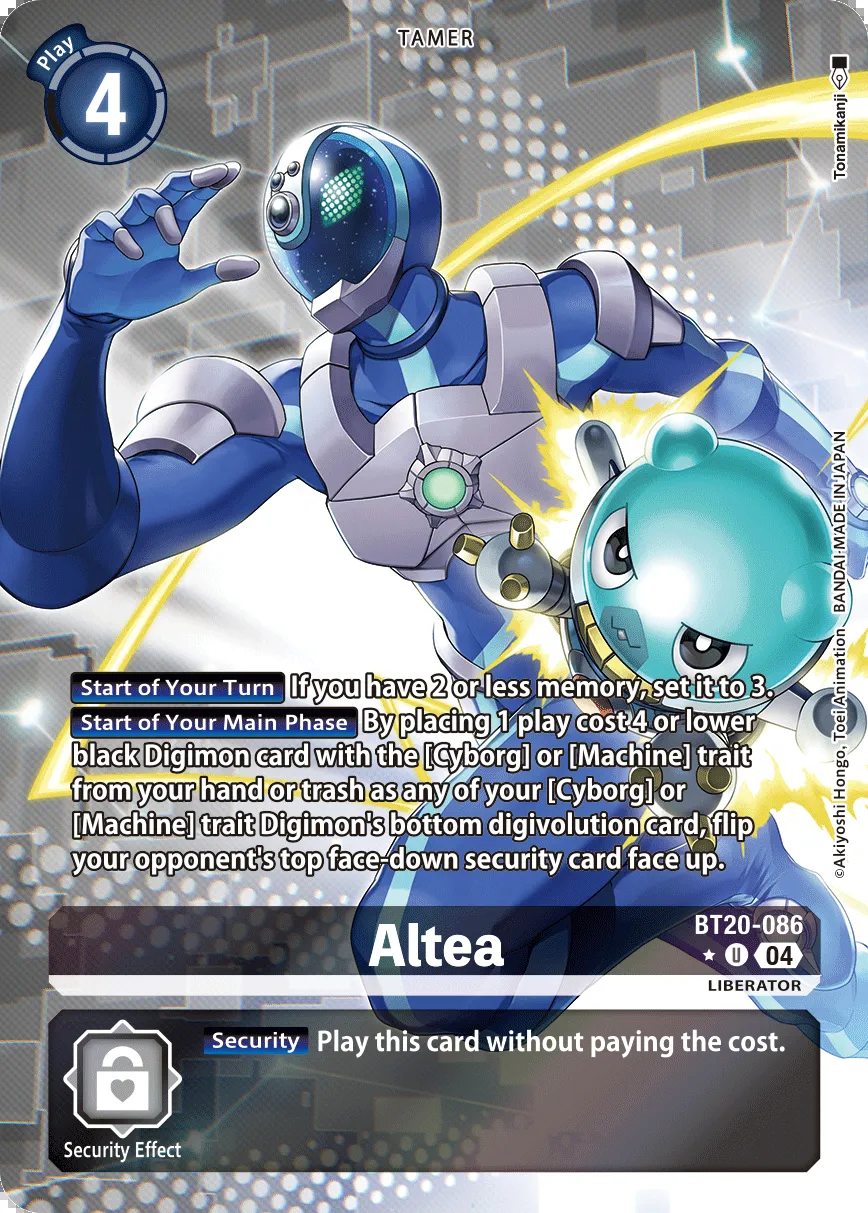 TAMER
Play
4
Tonamikanji
Start of Your Turn If you have 2 or less memory, set it to 3.
Start of Your Main Phase By placing 1 play cost 4 or lower
black Digimon card with the [Cyborg] or [Machine] trait
from your hand or trash as any of your [Cyborg] or
[Machine] trait Digimon's bottom digivolution card, flip
your opponent's top face-down security card face up.
©Akiyoshi Hongo, Toei Animation BANDAI·MADE IN JAPAN
Altea
BT20-086
★ U 04
LIBERATOR
Security Play this card without paying the cost.
Security Effect